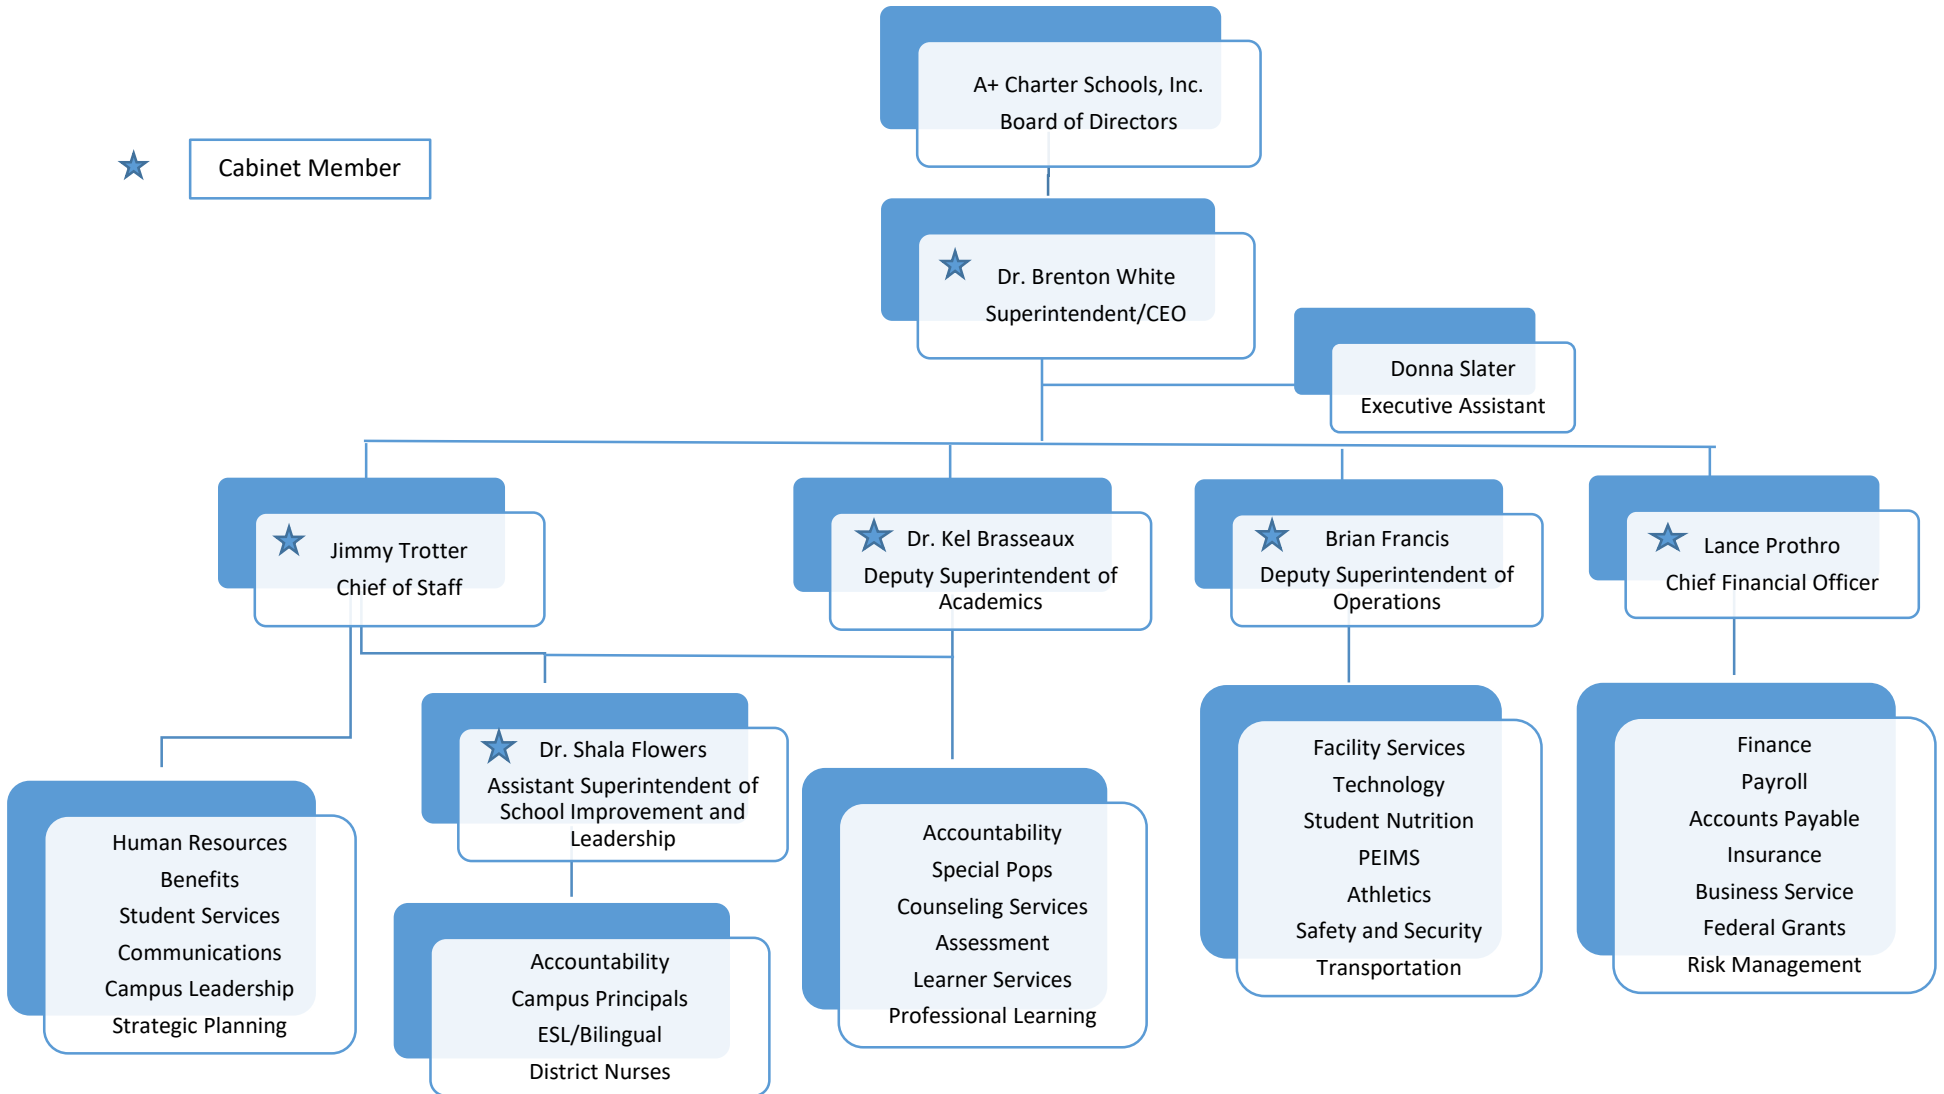 A+ Charter Schools, Inc.
Board of Directors
Cabinet Member
Dr. Brenton White
Superintendent/CEO
Donna Slater
Executive Assistant
Jimmy Trotter
Chief of Staff
Dr. Kel Brasseaux
Deputy Superintendent of
Academics
Brian Francis
Deputy Superintendent of
Operations
Lance Prothro
Chief Financial Officer
Dr. Shala Flowers
Assistant Superintendent of
School Improvement and
Leadership
Human Resources
Benefits
Student Services
Communications
Campus Leadership
Strategic Planning
Accountability
Campus Principals
ESL/Bilingual
District Nurses
Accountability
Special Pops
Counseling Services
Assessment
Learner Services
Professional Learning
Facility Services
Technology
Student Nutrition
PEIMS
Athletics
Safety and Security
Transportation
Finance
Payroll
Accounts Payable
Insurance
Business Service
Federal Grants
Risk Management